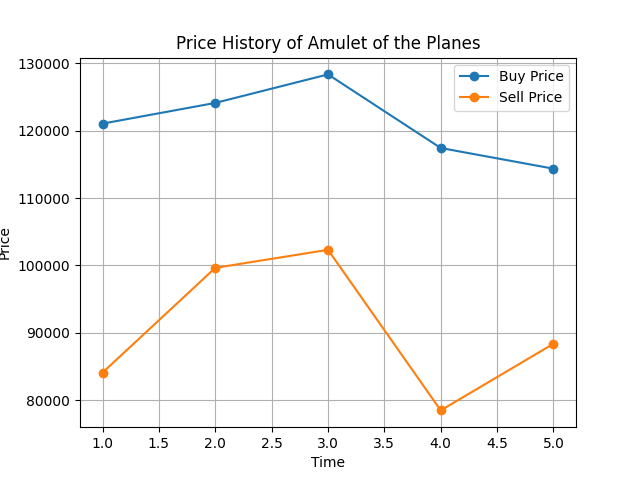 Price History of Amulet of the Planes
130000
120000
110000
100000
90000
80000
Price
Buy Price
Sell Price
1.0 1.5 2.0 2.5 3.0 3.5 4.0 4.5 5.0
Time